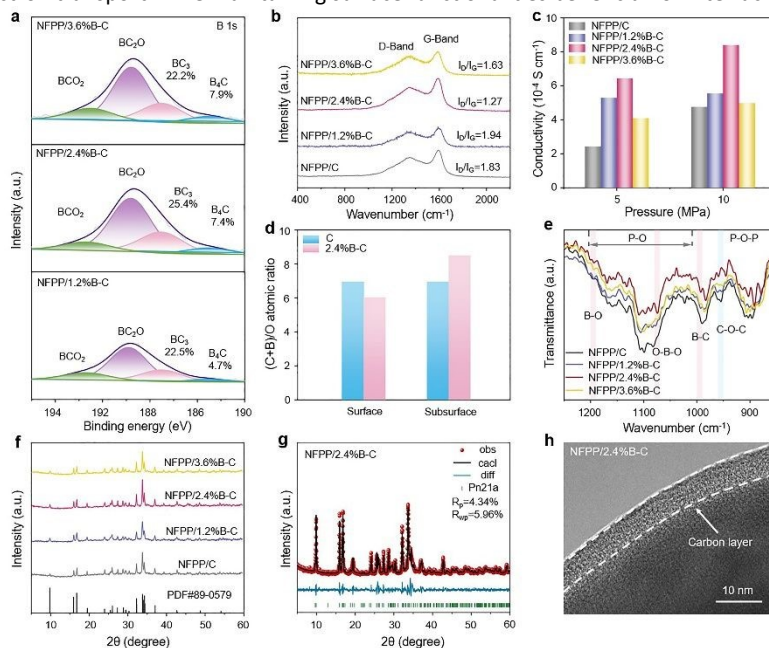 a
NFPP/3.6%B-C
B 1s
BC2O
BC3
22.2%
BCO2
B4C
7.9%
NFPP/2.4%B-C
BC2O
BC3
25.4%
BCO2
B4C
7.4%
NFPP/1.2%B-C
BC2O
BC3
22.5%
BCO2
B4C
4.7%
Intensity (a.u.)
194 192 189 187 190
Binding energy (eV)
b
D-Band
G-Band
NFPP/3.6%B-C
ID/IG=1.63
NFPP/2.4%B-C
ID/IG=1.27
NFPP/1.2%B-C
ID/IG=1.94
NFPP/C
ID/IG=1.83
Intensity (a.u.)
400 800 1200 1600 2000
Wavenumber (cm-1)
c
NFPP/C
NFPP/1.2%B-C
NFPP/2.4%B-C
NFPP/3.6%B-C
Conductivity (10-4 S cm-1)
12
10
8
6
4
2
0
5 10
Pressure (MPa)
d
C
2.4%B-C
(C+B)/O atomic ratio
10
8
6
4
2
0
Surface Subsurface
e
P-O
P-O-P
B-O
O-B-O
B-C
C-O-C
NFPP/C
NFPP/1.2%B-C
NFPP/2.4%B-C
NFPP/3.6%B-C
Transmittance (a.u.)
1200 1100 1000 900
Wavenumber (cm-1)
f
NFPP/3.6%B-C
NFPP/2.4%B-C
NFPP/1.2%B-C
NFPP/C
PDF#89-0579
Intensity (a.u.)
10 20 30 40 50 60
2θ (degree)
g
NFPP/2.4%B-C
obs
cacl
diff
Pn21a
Rp=4.34%
Rwp=5.96%
Intensity (a.u.)
10 20 30 40 50 60
2θ (degree)
h
NFPP/2.4%B-C
Carbon layer
10 nm